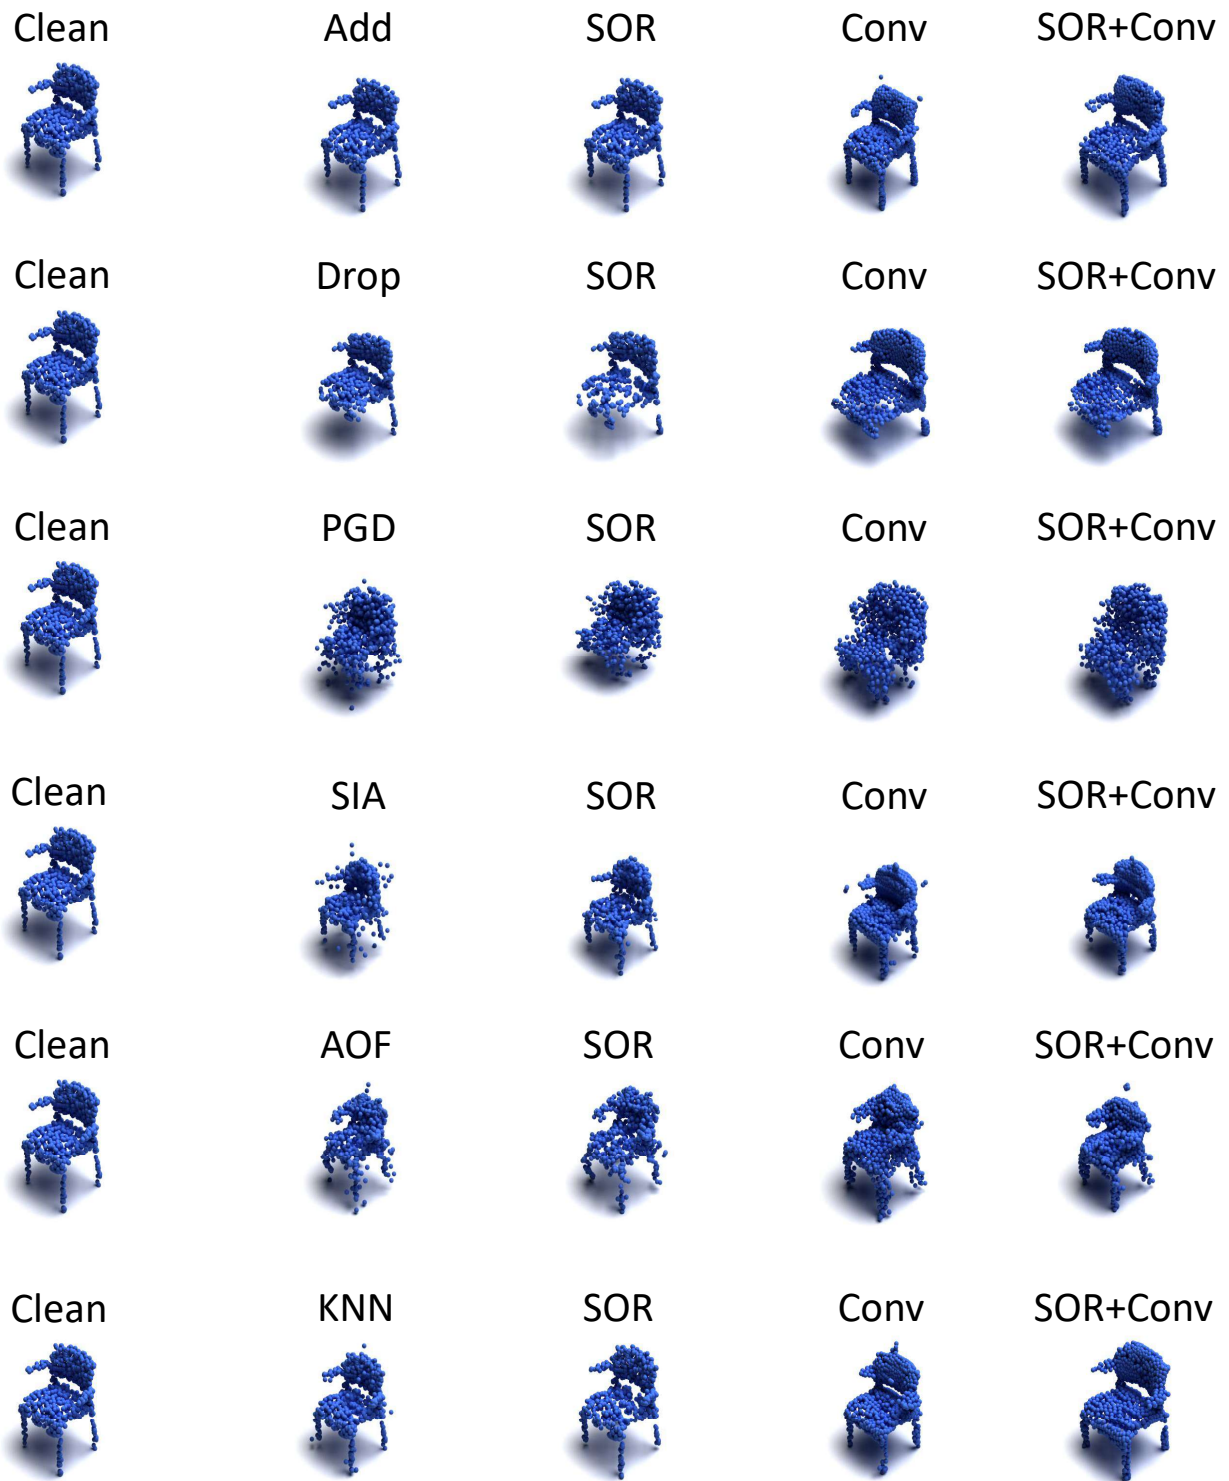 Clean Add SOR Conv SOR+Conv
Clean Drop SOR Conv SOR+Conv
Clean PGD SOR Conv SOR+Conv
Clean SIA SOR Conv SOR+Conv
Clean AOF SOR Conv SOR+Conv
Clean KNN SOR Conv SOR+Conv